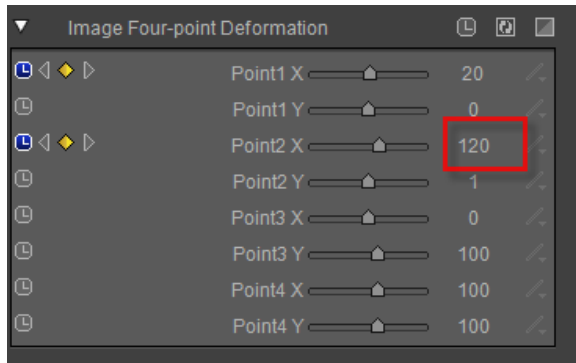 Image Four-point Deformation
Point1 X 20
Point1 Y 0
Point2 X 120
Point2 Y 1
Point3 X 0
Point3 Y 100
Point4 X 100
Point4 Y 100